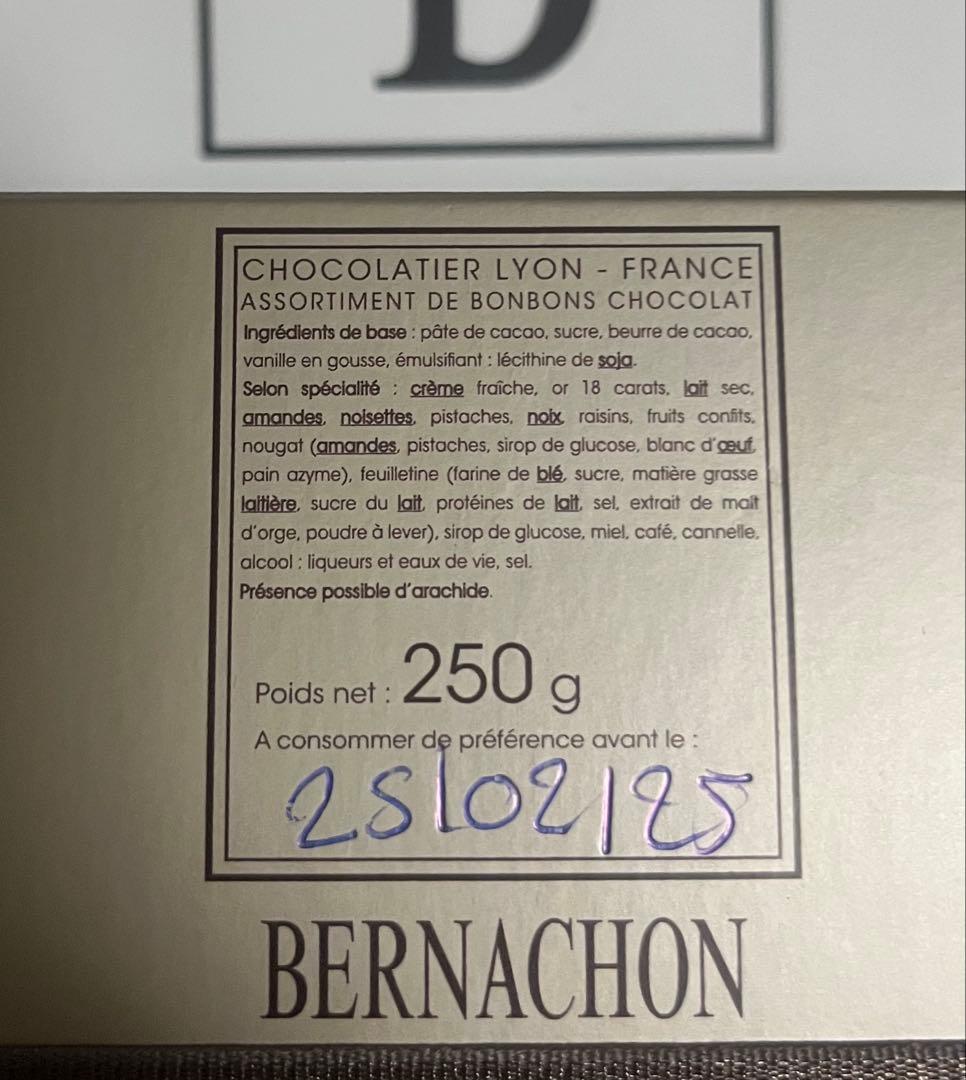 CHOCOLATIER LYON - FRANCE
ASSORTIMENT DE BONBONS CHOCOLAT
Ingrédients de base : pâte de cacao, sucre, beurre de cacao,
vanille en gousse, émulsifiant : lécithine de soja.
Selon spécialité : crème fraîche, or 18 carats, lait sec,
amandes, noisettes, pistaches, noix, raisins, fruits confits,
nougat (amandes, pistaches, sirop de glucose, blanc d'œuf,
pain azyme), feuilletine (farine de blé, sucre, matière grasse
laitière, sucre du lait, protéines de lait, sel, extrait de malt
d'orge, poudre à lever), sirop de glucose, miel, café, cannelle,
alcool : liqueurs et eaux de vie, sel.
Présence possible d'arachide.
Poids net : 250 g
A consommer de préférence avant le :
25/02/25
BERNACHON